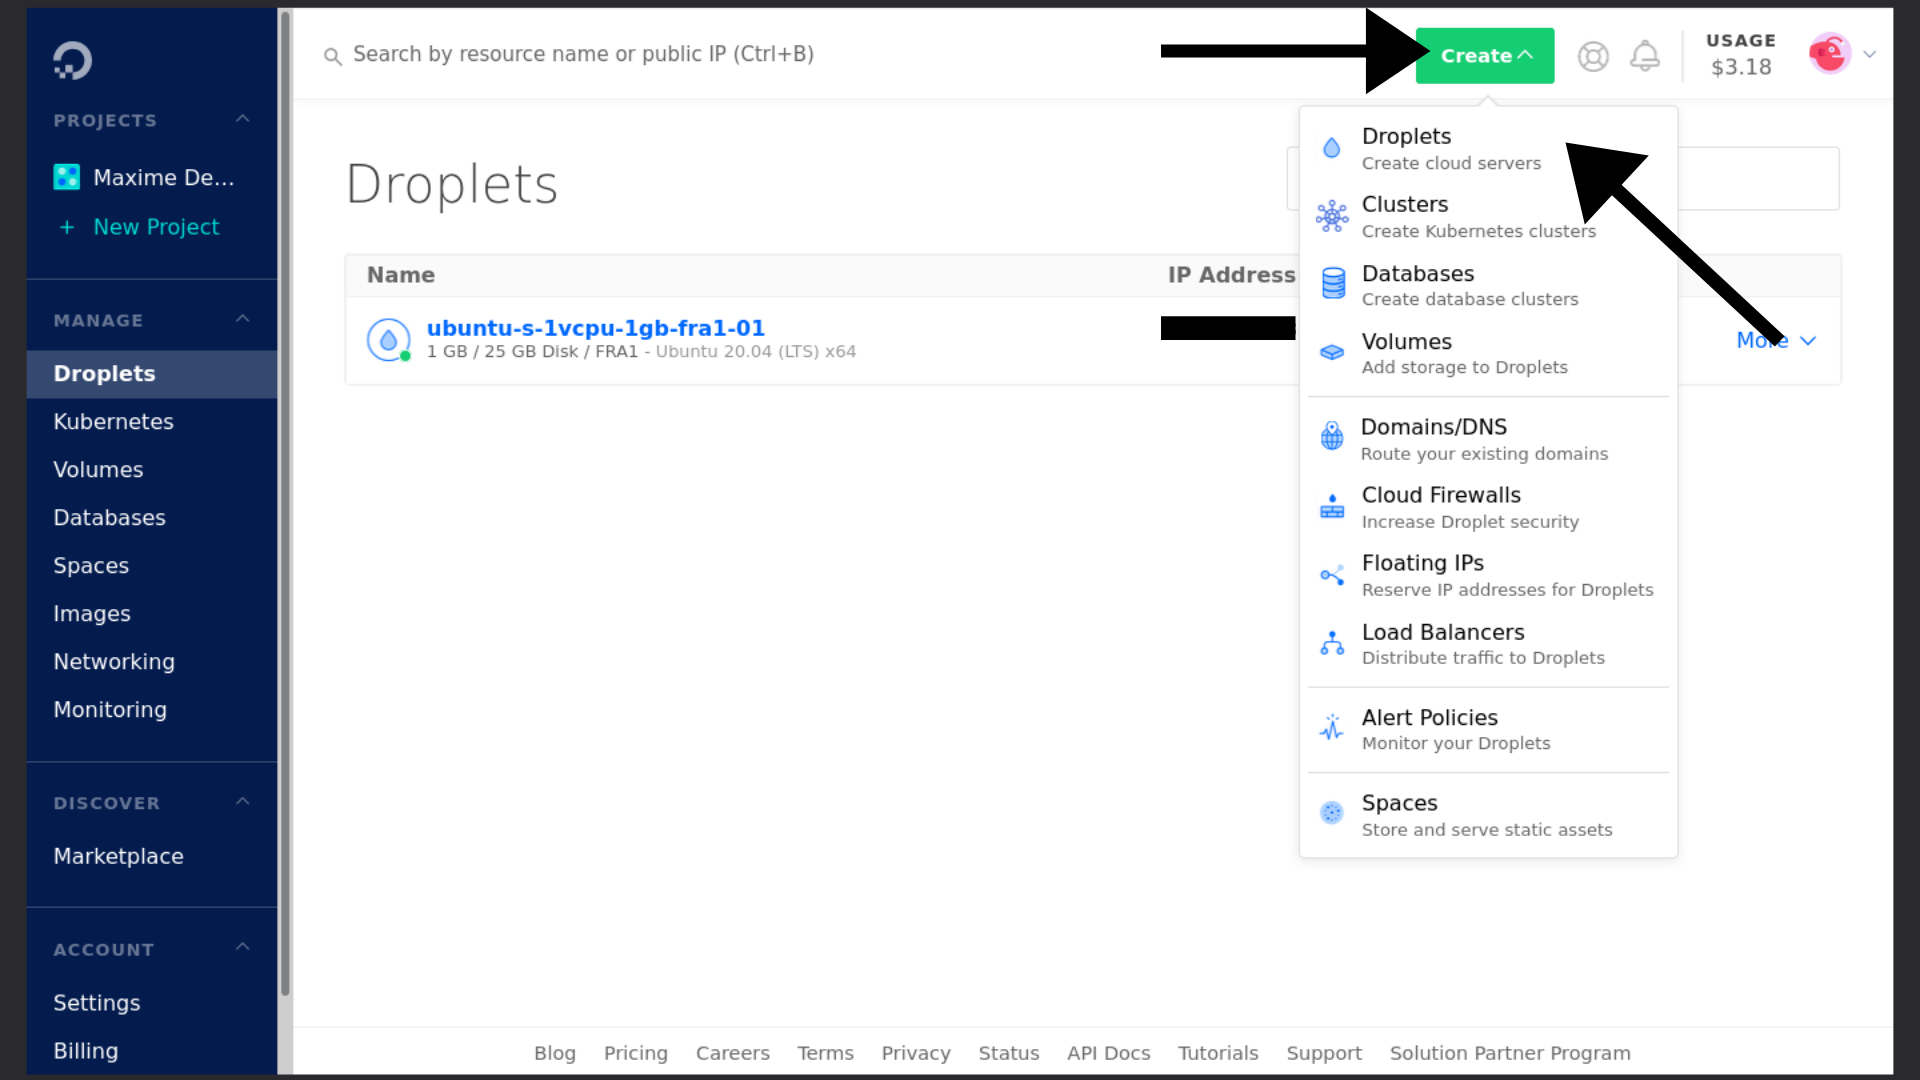 PROJECTS
Maxime De...
+ New Project
MANAGE
Droplets
Kubernetes
Volumes
Databases
Spaces
Images
Networking
Monitoring
DISCOVER
Marketplace
ACCOUNT
Settings
Billing
Search by resource name or public IP (Ctrl+B)
Create
USAGE
$3.18
Droplets
Name
IP Address
ubuntu-s-1vcpu-1gb-fra1-01
1 GB / 25 GB Disk / FRA1 - Ubuntu 20.04 (LTS) x64
More
Droplets
Create cloud servers
Clusters
Create Kubernetes clusters
Databases
Create database clusters
Volumes
Add storage to Droplets
Domains/DNS
Route your existing domains
Cloud Firewalls
Increase Droplet security
Floating IPs
Reserve IP addresses for Droplets
Load Balancers
Distribute traffic to Droplets
Alert Policies
Monitor your Droplets
Spaces
Store and serve static assets
Blog Pricing Careers Terms Privacy Status API Docs Tutorials Support Solution Partner Program